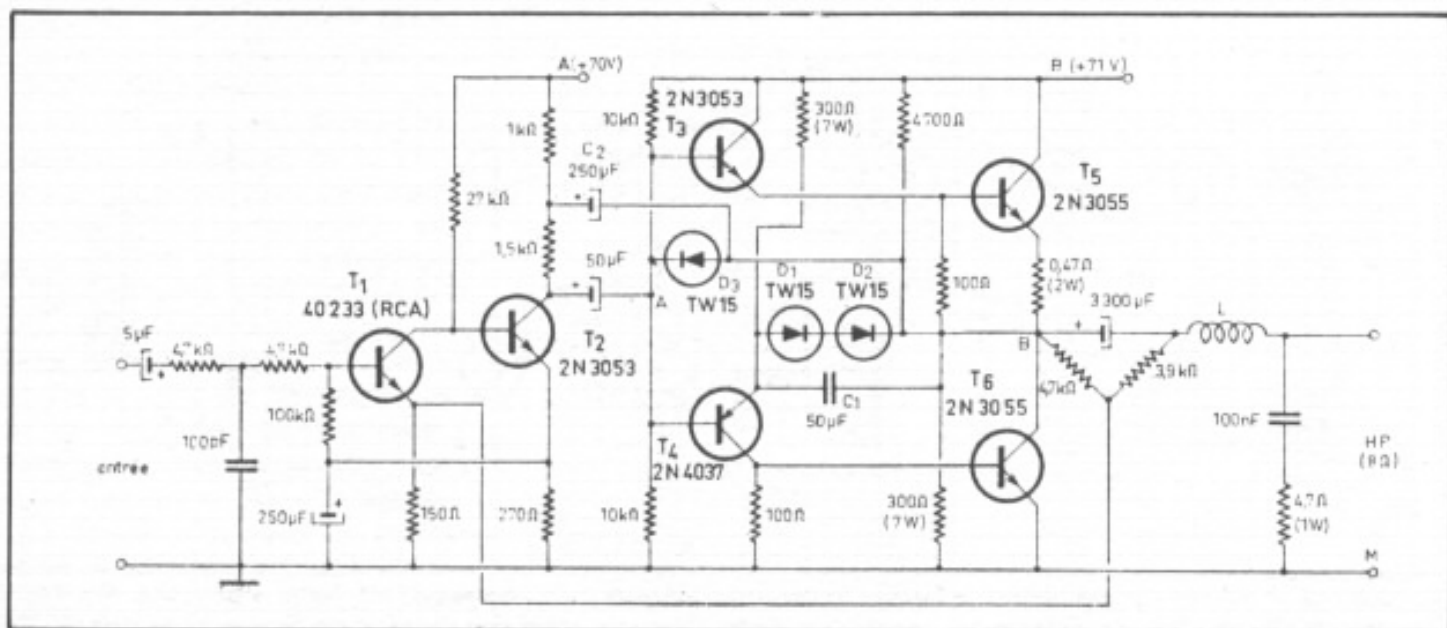 A (+70V)
B (+71V)
1kΩ
10kΩ
2N3053
T3
300Ω
(7W)
4700Ω
C2
250µF
27kΩ
T5
2N3055
1,5kΩ
50µF
0,47Ω
(2W)
T1
40233 (RCA)
A
D3
TW15
D1
TW15
D2
TW15
100Ω
3300µF
L
5µF
4,7kΩ
4,7kΩ
T2
2N3053
B
4,7kΩ
3,9kΩ
100kΩ
C1
50µF
T6
2N3055
100pF
T4
2N4037
100nF
HP
(8Ω)
entrée
250µF
150Ω
270Ω
10kΩ
100Ω
300Ω
(7W)
4,7Ω
(1W)
M